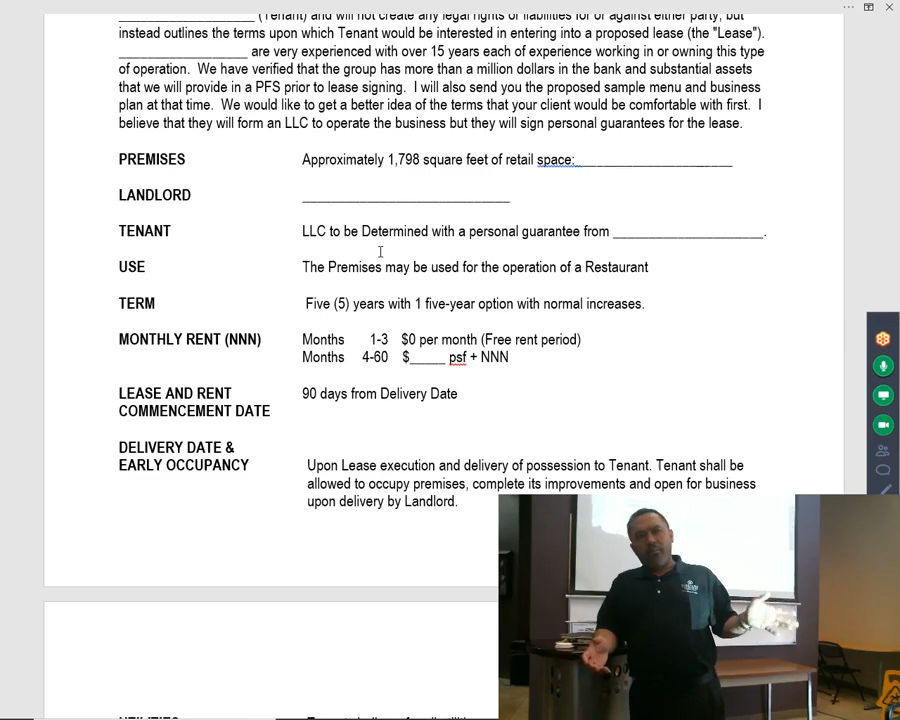 ____________________ (Tenant) and will not create any legal rights or liabilities for or against either party, but
instead outlines the terms upon which Tenant would be interested in entering into a proposed lease (the "Lease").
___________________ are very experienced with over 15 years each of experience working in or owning this type
of operation. We have verified that the group has more than a million dollars in the bank and substantial assets
that we will provide in a PFS prior to lease signing. I will also send you the proposed sample menu and business
plan at that time. We would like to get a better idea of the terms that your client would be comfortable with first. I
believe that they will form an LLC to operate the business but they will sign personal guarantees for the lease.
PREMISES Approximately 1,798 square feet of retail space:_______________________
LANDLORD ______________________________
TENANT LLC to be Determined with a personal guarantee from ______________________.
USE The Premises may be used for the operation of a Restaurant
TERM Five (5) years with 1 five-year option with normal increases.
MONTHLY RENT (NNN) Months 1-3 $0 per month (Free rent period)
Months 4-60 $_____ psf + NNN
LEASE AND RENT 90 days from Delivery Date
COMMENCEMENT DATE
DELIVERY DATE &
EARLY OCCUPANCY Upon Lease execution and delivery of possession to Tenant. Tenant shall be
allowed to occupy premises, complete its improvements and open for business
upon delivery by Landlord.